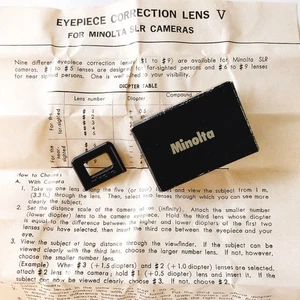 EYEPIECE CORRECTION LENS V
FOR MINOLTA SLR CAMERAS
Nine different eyepiece correction lenses (#1 to #9) are available for Minolta SLR
cameras. #1 to #5 lenses are designed for far-sighted persons and #6 to #9 lenses
for near sighted persons. One is well suited to your visibility.
DIOPTER TABLE
Lens number Diopter Compound
For far-sighted
Minolta
How to Choose
A. With Camera
1. Take up one lens among the five (or four) lenses and view the subject from 1 m.
(3.3 ft.) through the lens. Then, select two lenses through which you can see more
clearly the subject.
2. Set the distance scale of the camera to ∞ (infinity). Attach the smaller number
(lower diopter) lens to the camera eyepiece. Hold the third lens whose diopter
is equal to the difference between the higher and lower diopters of the first two
lenses you have selected, then insert the third one between the eyepiece and your
eye.
3. View the subject at long distance through the viewfinder. If the subject can be
viewed clearly with the third lens, choose the larger number lens. If not, however,
choose the smaller number lens.
(Example) When #3 (+1.5 diopters) and #2 (+1.0 diopter) lenses are selected,
attach #2 lens to the camera; hold #1 (+0.5 diopter) lens and insert it. If the
subject can now be viewed clearly, choose #3. If not, choose #2.